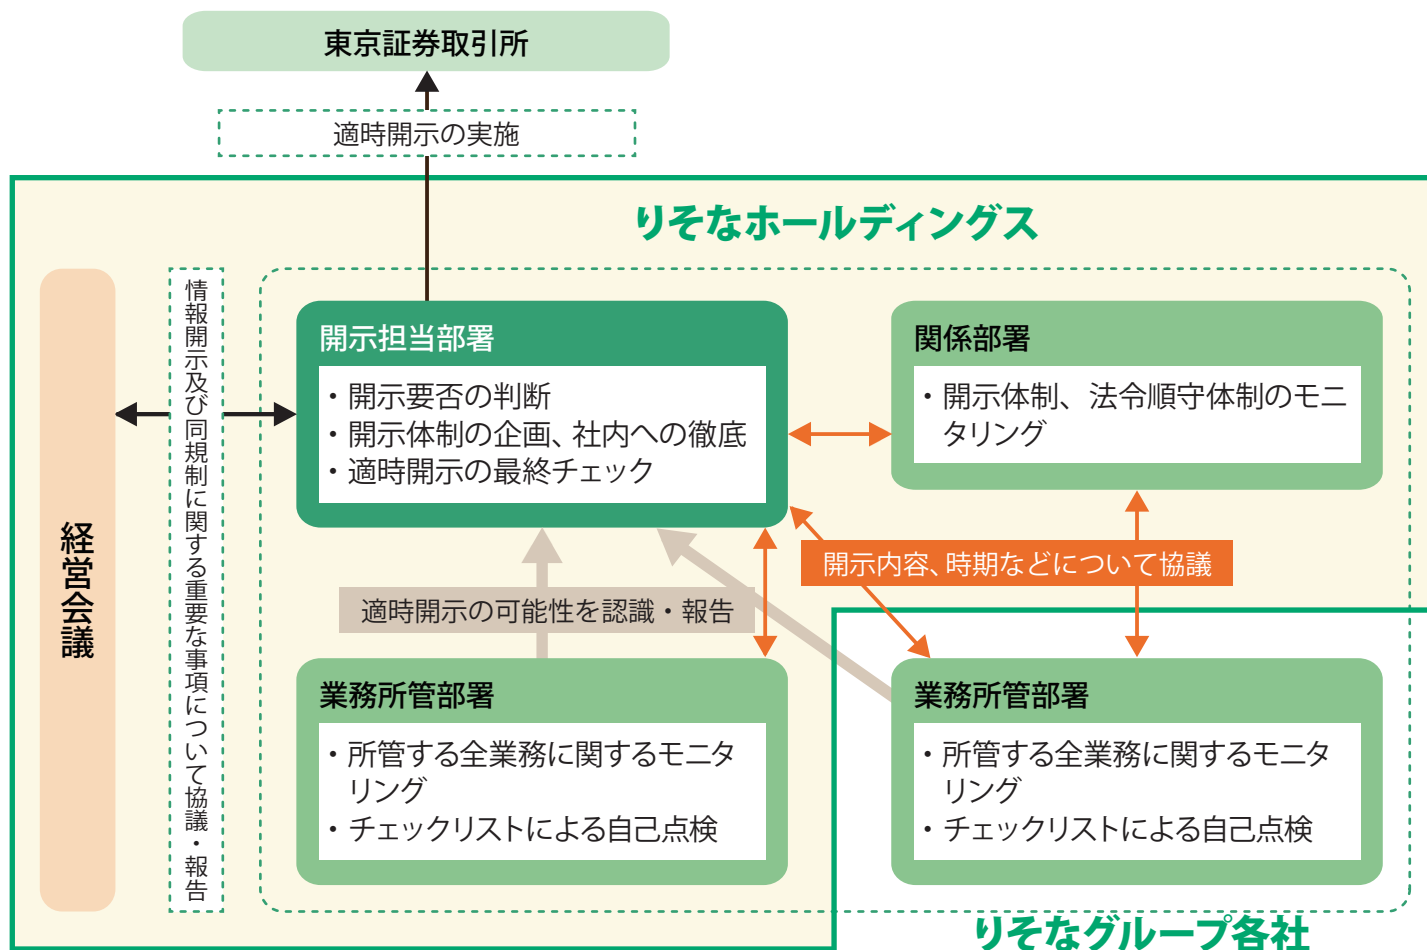 東京証券取引所
適時開示の実施
りそなホールディングス
経営会議
情報開示及び同規制に関する重要な事項について協議・報告
開示担当部署
・開示要否の判断
・開示体制の企画、社内への徹底
・適時開示の最終チェック
関係部署
・開示体制、法令順守体制のモニ
タリング
開示内容、時期などについて協議
適時開示の可能性を認識・報告
業務所管部署
・所管する全業務に関するモニタ
リング
・チェックリストによる自己点検
業務所管部署
・所管する全業務に関するモニタ
リング
・チェックリストによる自己点検
りそなグループ各社